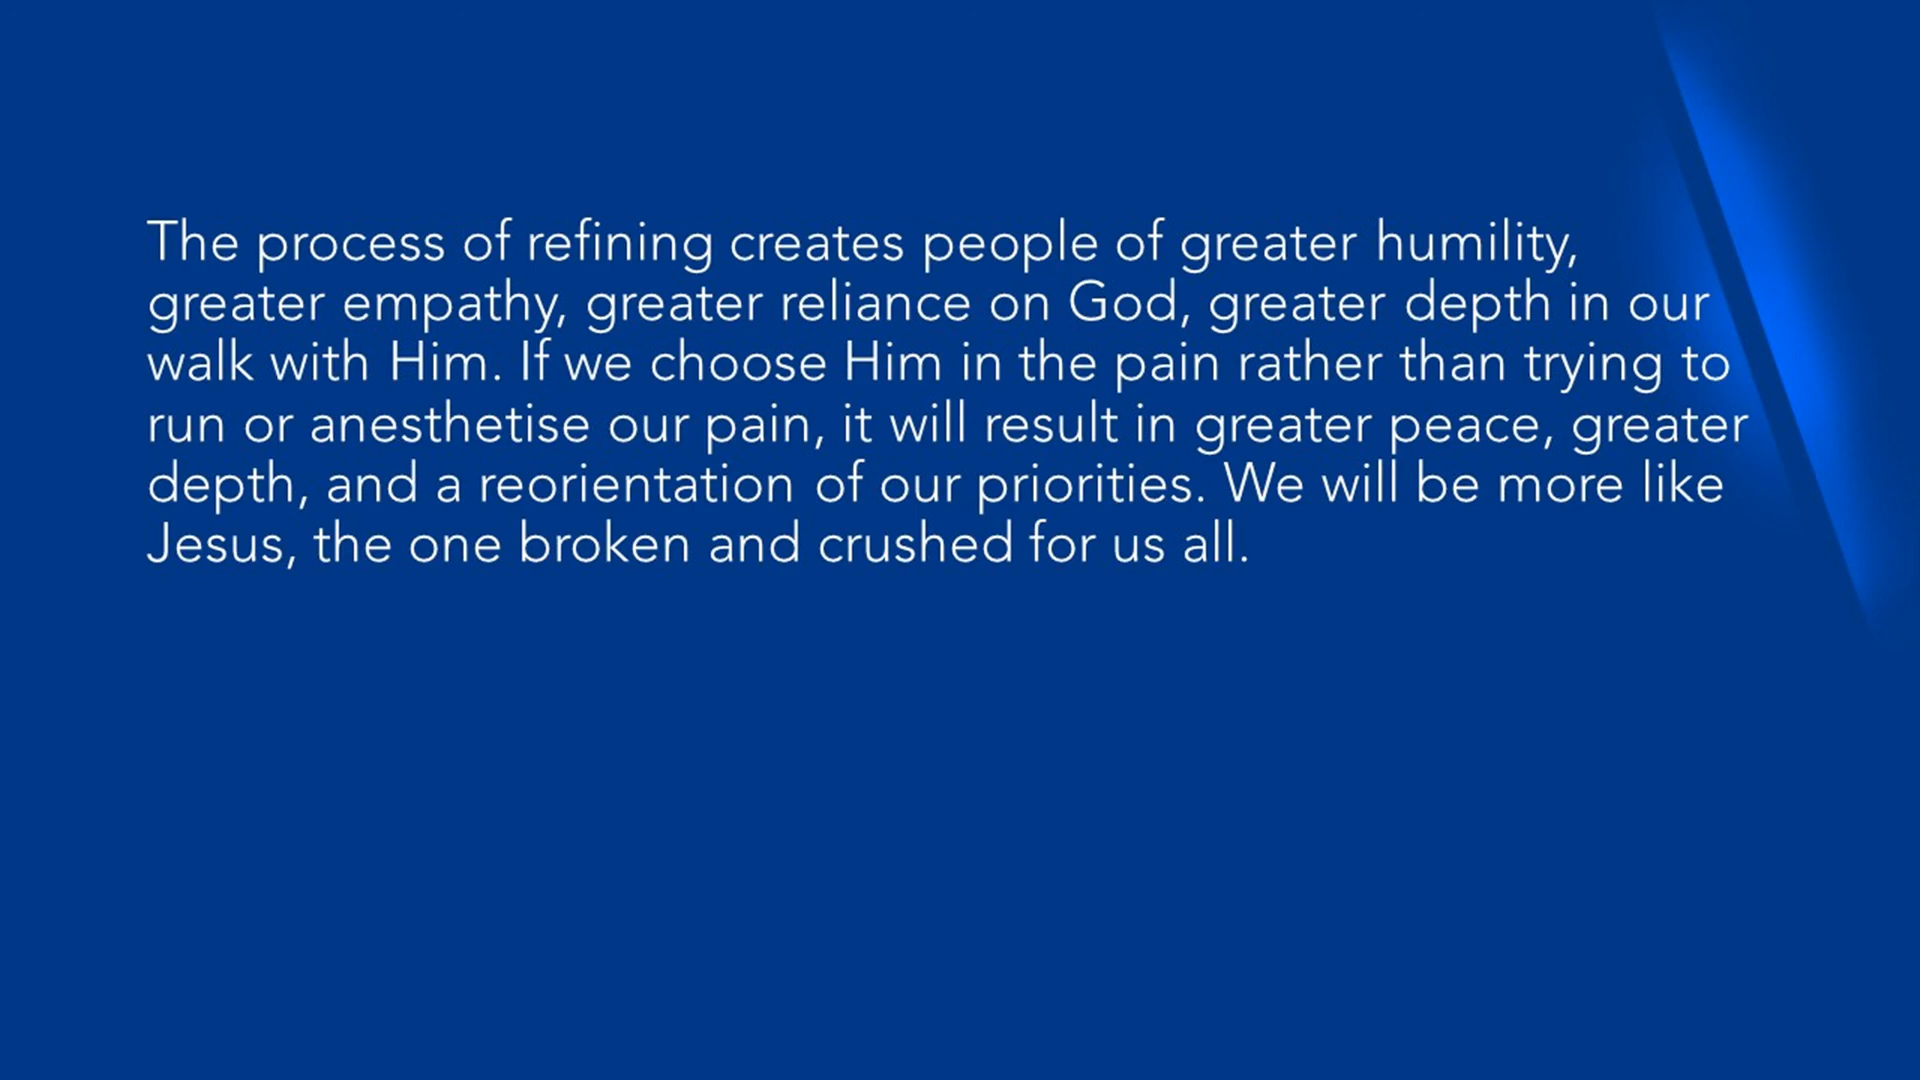 The process of refining creates people of greater humility,
greater empathy, greater reliance on God, greater depth in our
walk with Him. If we choose Him in the pain rather than trying to
run or anesthetise our pain, it will result in greater peace, greater
depth, and a reorientation of our priorities. We will be more like
Jesus, the one broken and crushed for us all.